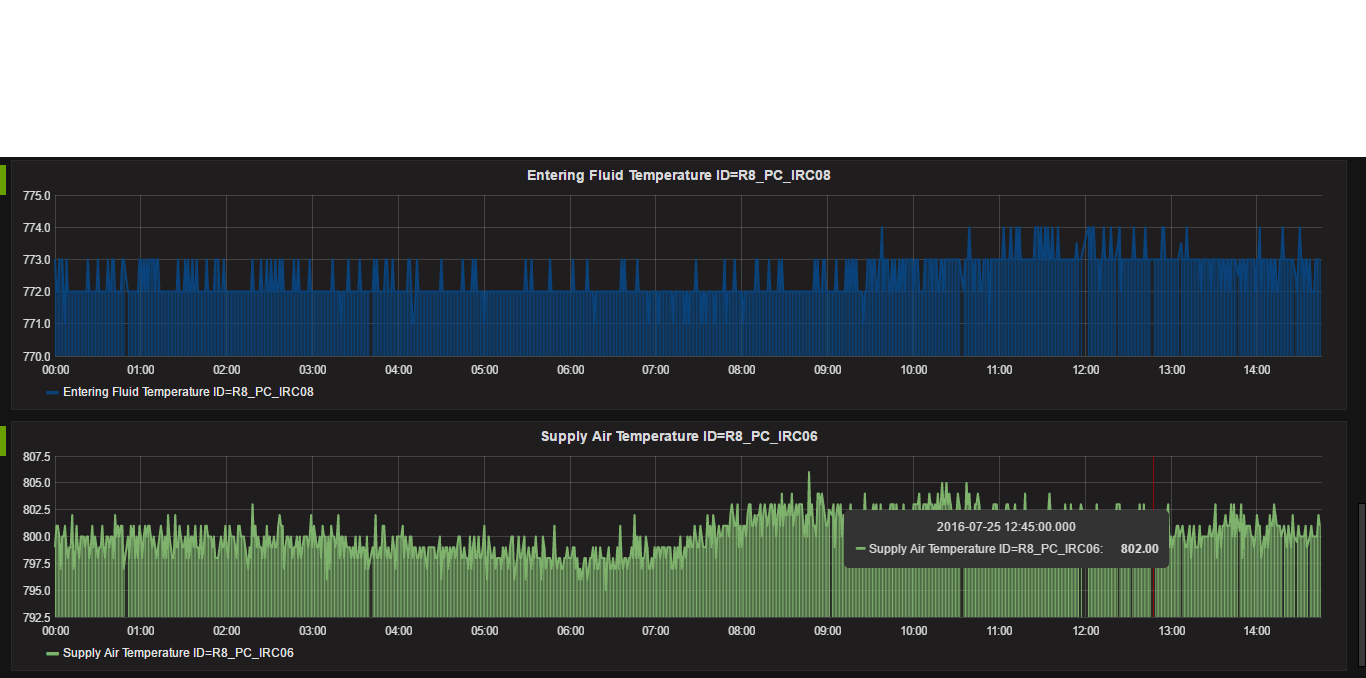 Entering Fluid Temperature ID=R8_PC_IRC08
775.0
774.0
773.0
772.0
771.0
770.0
00:00 01:00 02:00 03:00 04:00 05:00 06:00 07:00 08:00 09:00 10:00 11:00 12:00 13:00 14:00
Entering Fluid Temperature ID=R8_PC_IRC08
Supply Air Temperature ID=R8_PC_IRC06
807.5
805.0
802.5
800.0
797.5
795.0
792.5
2016-07-25 12:45:00.000
Supply Air Temperature ID=R8_PC_IRC06: 802.00
00:00 01:00 02:00 03:00 04:00 05:00 06:00 07:00 08:00 09:00 10:00 11:00 12:00 13:00 14:00
Supply Air Temperature ID=R8_PC_IRC06